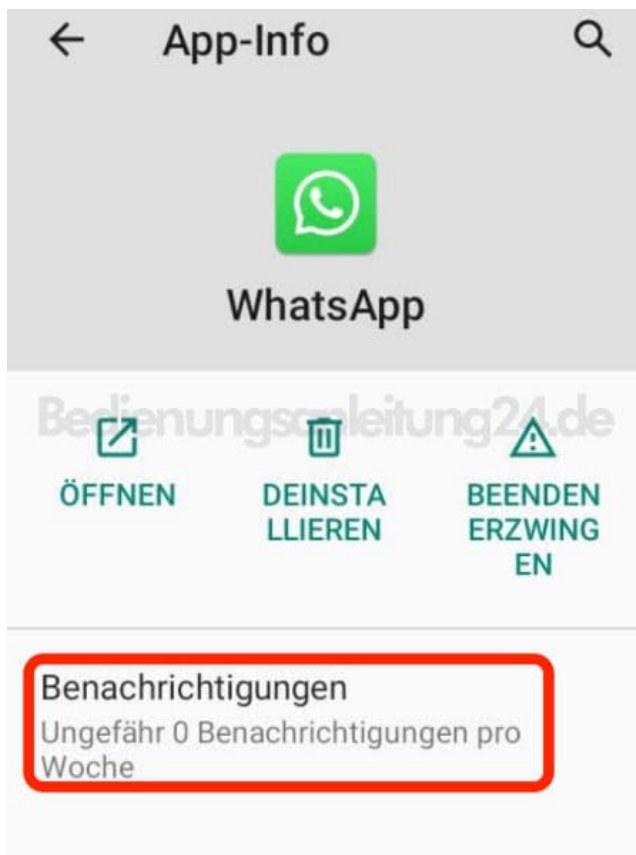 App-Info
WhatsApp
Bedienungsanleitung24.de
ÖFFNEN
DEINSTA
LLIEREN
BEENDEN
ERZWING
EN
Benachrichtigungen
Ungefähr 0 Benachrichtigungen pro
Woche